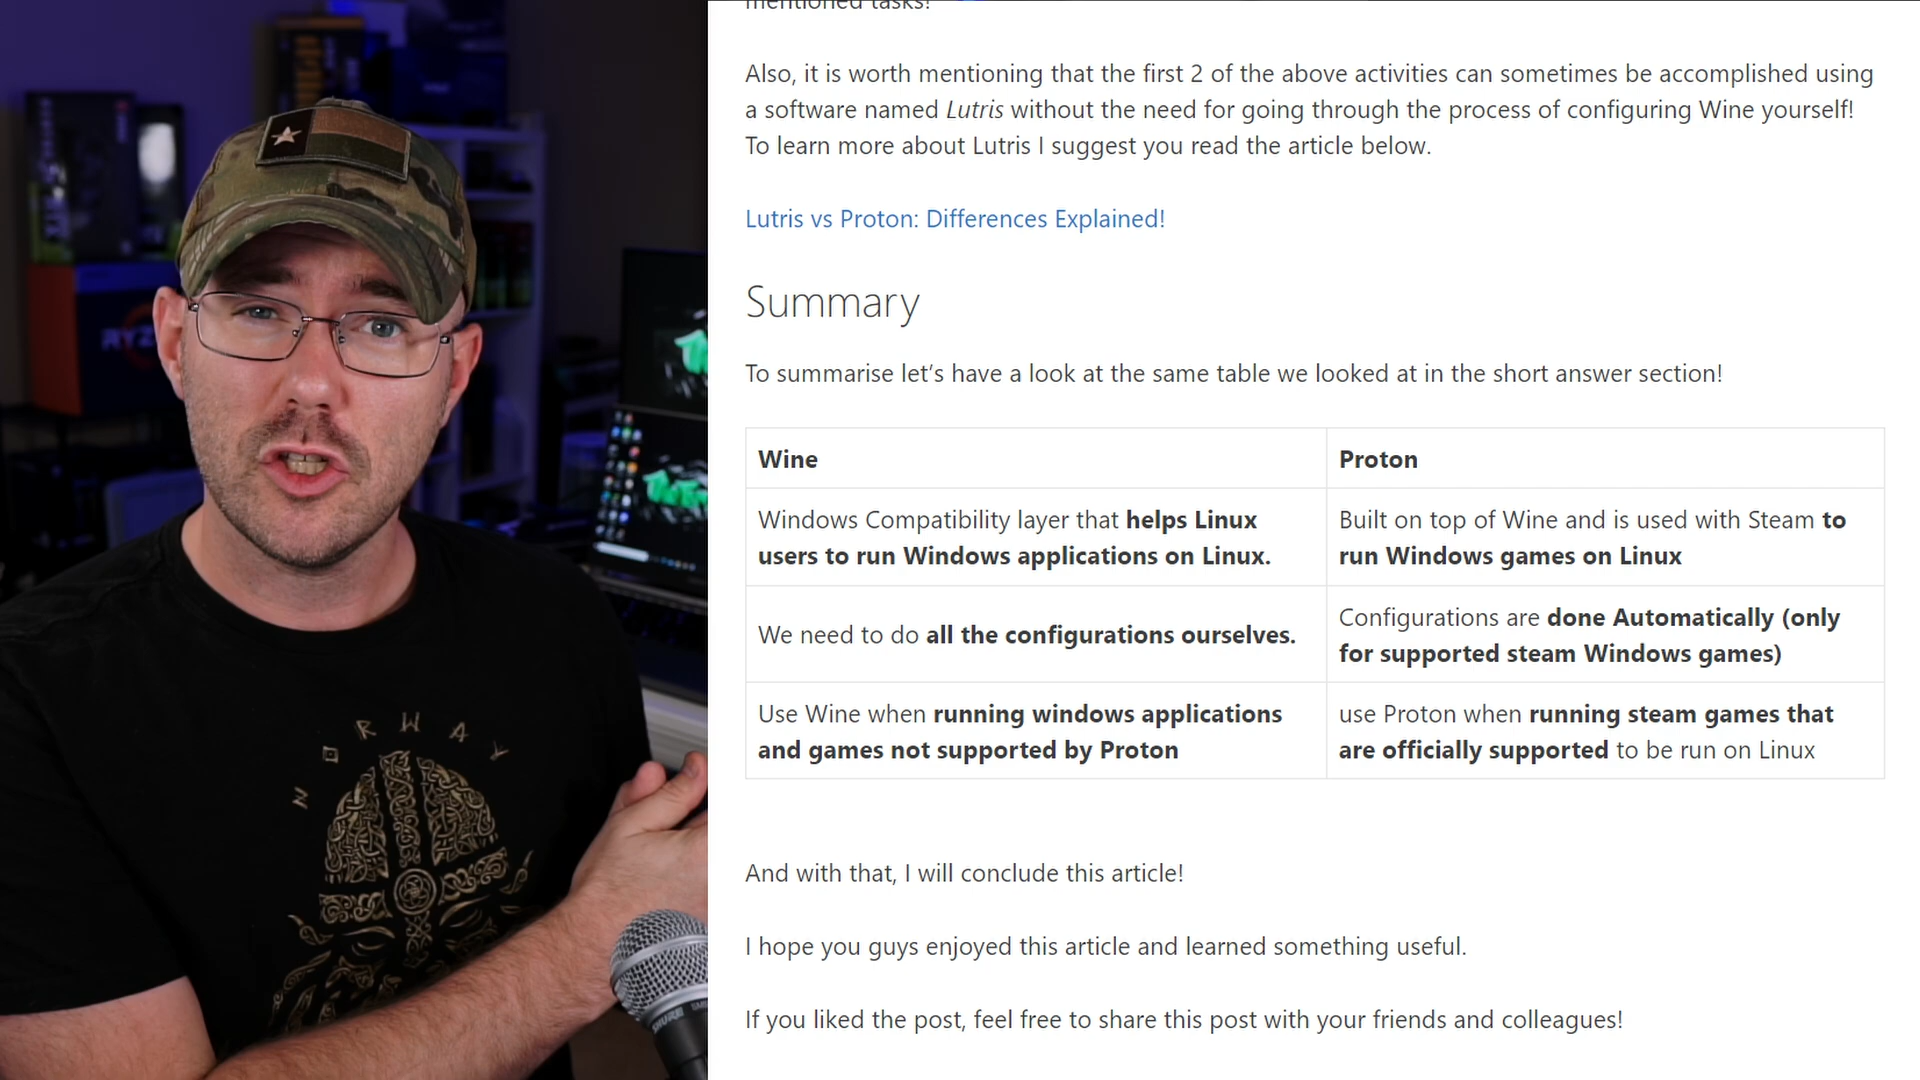 mentioned tasks!
Also, it is worth mentioning that the first 2 of the above activities can sometimes be accomplished using
a software named Lutris without the need for going through the process of configuring Wine yourself!
To learn more about Lutris I suggest you read the article below.
Lutris vs Proton: Differences Explained!
Summary
To summarise let’s have a look at the same table we looked at in the short answer section!
Wine
Proton
Windows Compatibility layer that helps Linux
users to run Windows applications on Linux.
Built on top of Wine and is used with Steam to
run Windows games on Linux
We need to do all the configurations ourselves.
Configurations are done Automatically (only
for supported steam Windows games)
Use Wine when running windows applications
and games not supported by Proton
use Proton when running steam games that
are officially supported to be run on Linux
And with that, I will conclude this article!
I hope you guys enjoyed this article and learned something useful.
If you liked the post, feel free to share this post with your friends and colleagues!
NORWAY
SHURE